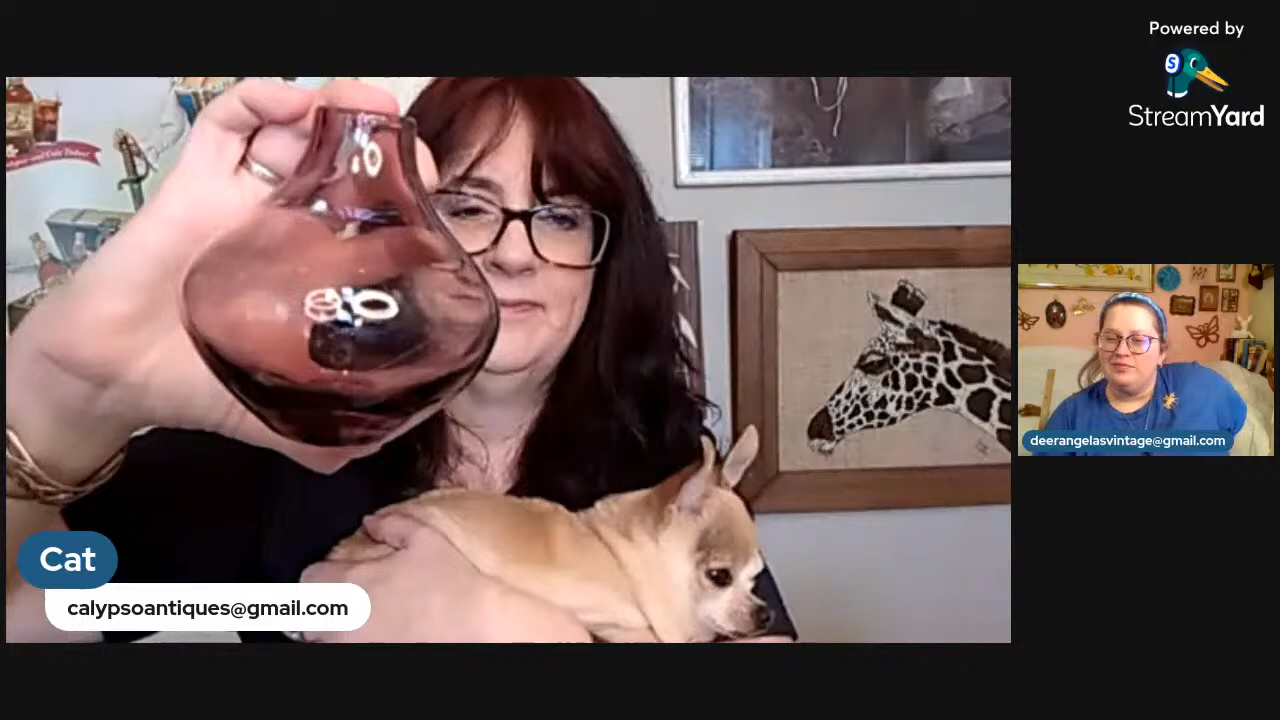 Powered by
StreamYard
deerangelasvintage@gmail.com
Cat
calypsoantiques@gmail.com